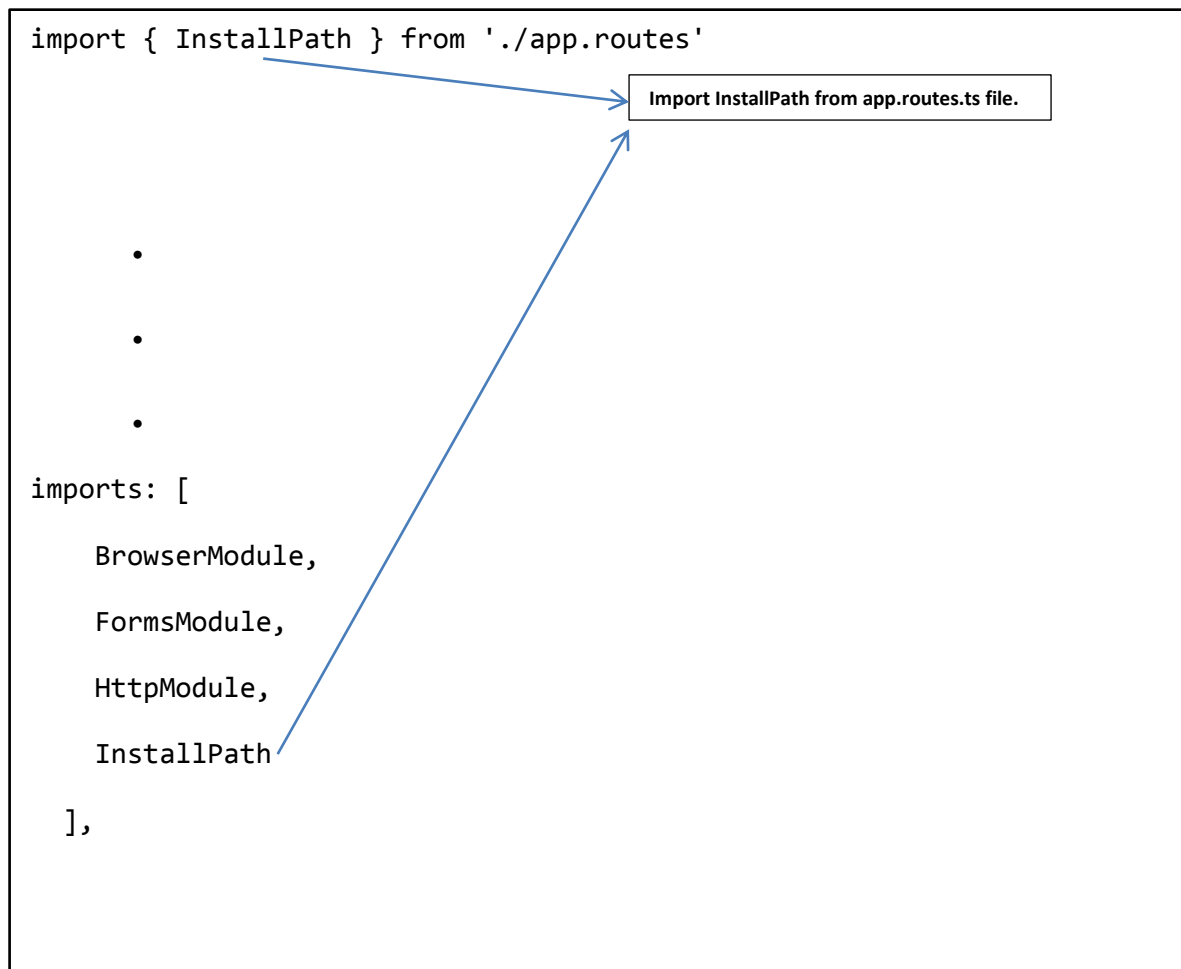 import { InstallPath } from './app.routes'
Import InstallPath from app.routes.ts file.
•
•
•
imports: [
BrowserModule,
FormsModule,
HttpModule,
InstallPath
],